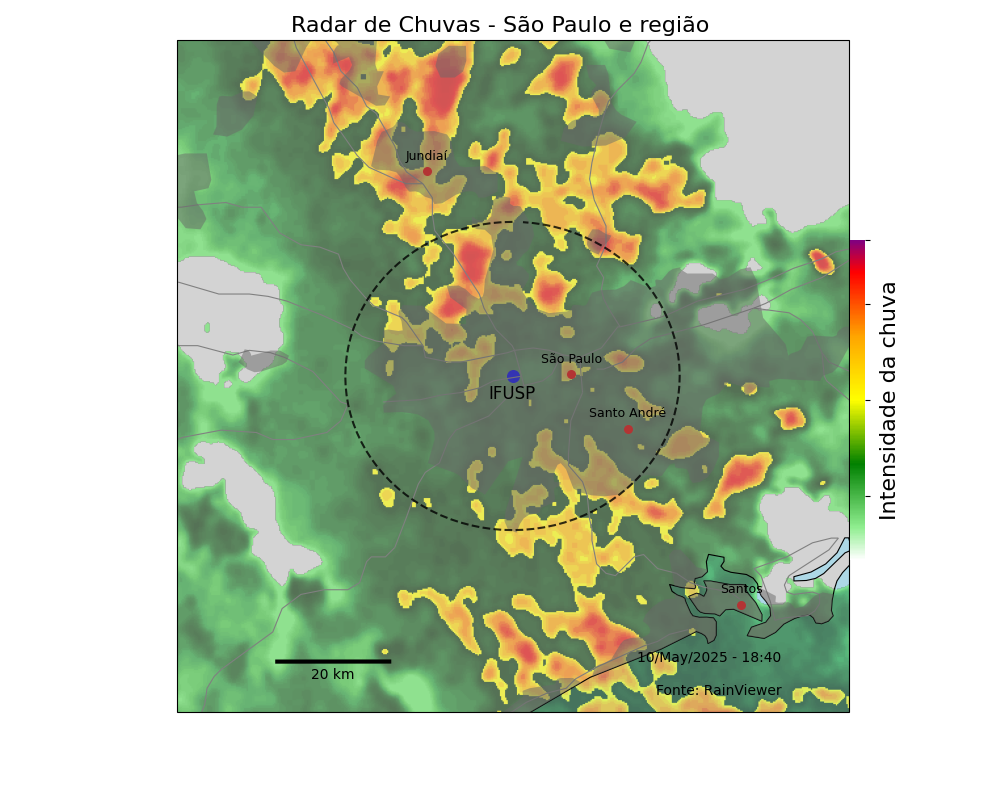 Radar de Chuvas - São Paulo e região
Jundiaí
São Paulo
IFUSP
Santo André
Intensidade da chuva
Santos
10/May/2025 - 18:40
20 km
Fonte: RainViewer